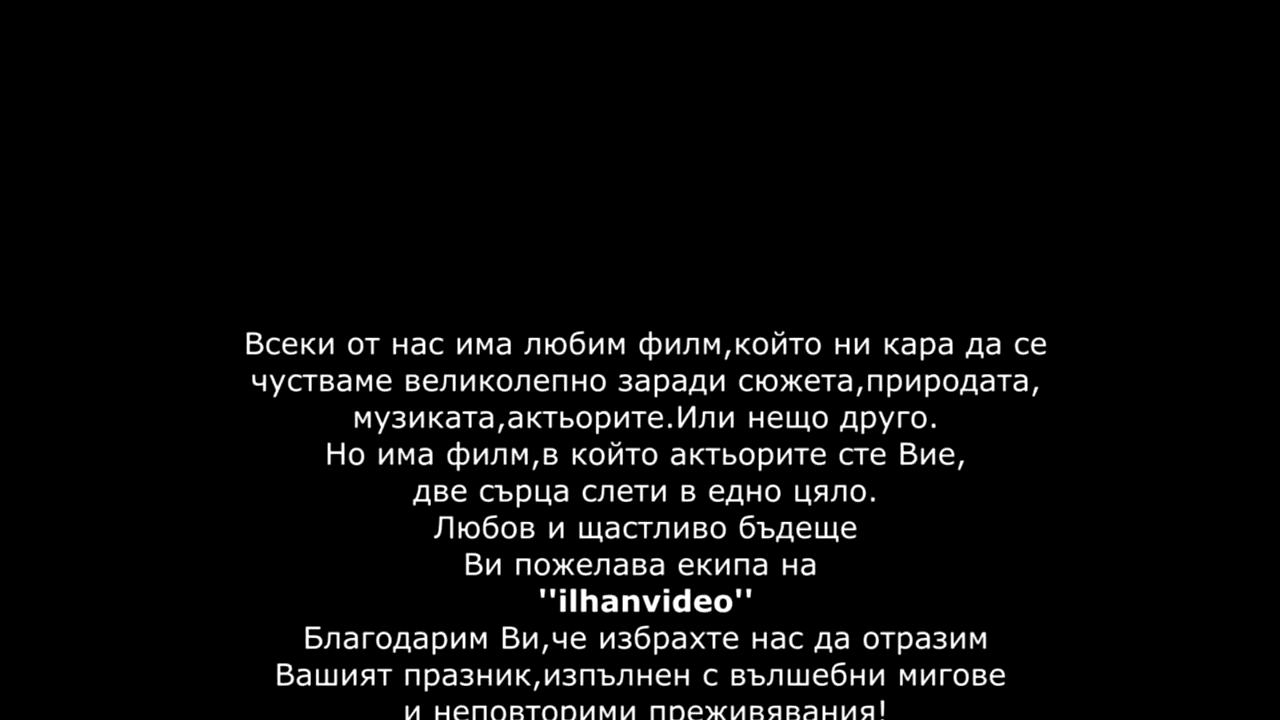 Всеки от нас има любим филм,който ни кара да се
чустваме великолепно заради сюжета,природата,
музиката,актьорите.Или нещо друго.
Но има филм,в който актьорите сте Вие,
две сърца слети в едно цяло.
Любов и щастливо бъдеще
Ви пожелава екипа на
''ilhanvideo''
Благодарим Ви,че избрахте нас да отразим
Вашият празник,изпълнен с вълшебни мигове
и неповторими преживявания!